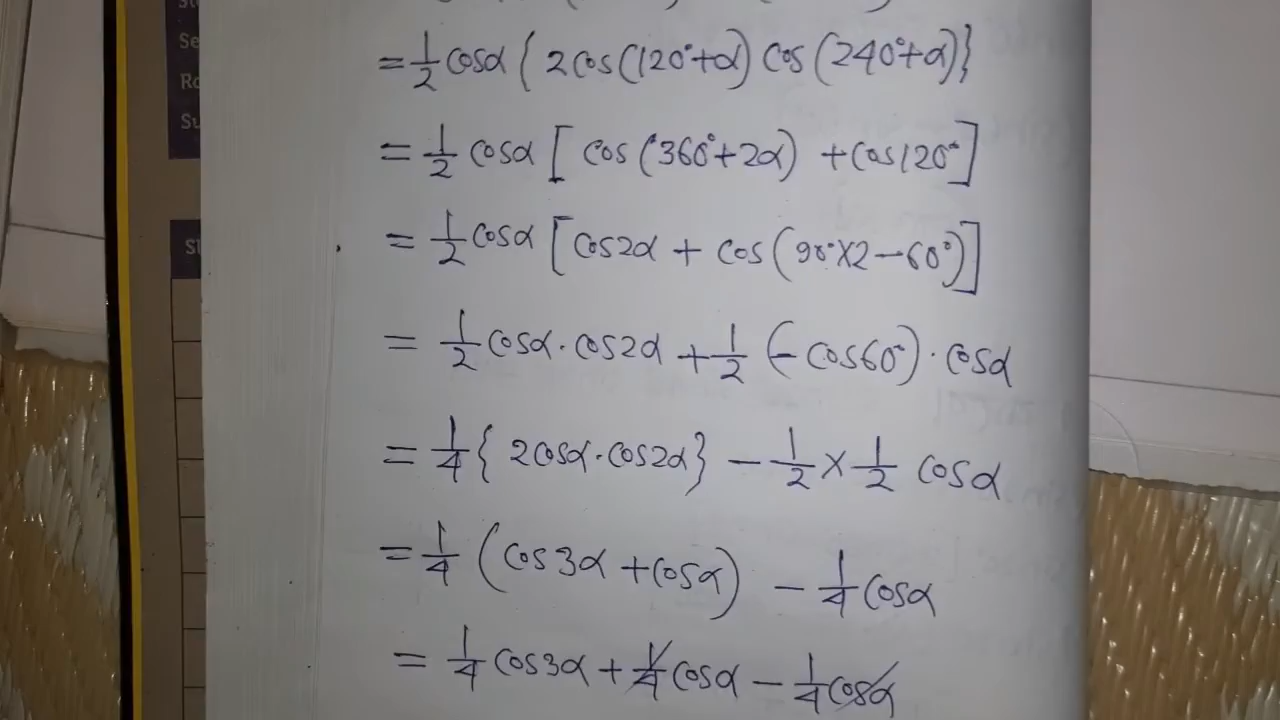 = 1/2 cosα { 2cos(120°+α) cos(240°+α)}
= 1/2 cosα [ cos(360°+2α) + cos120° ]
= 1/2 cosα [cos2α + cos(90°×2−60°)]
= 1/2 cosα·cos2α + 1/2 (−cos60°)·cosα
= 1/4 { 2cosα·cos2α} − 1/2 × 1/2 cosα
= 1/4 (cos3α + cosα) − 1/4 cosα
= 1/4 cos3α + 1/4 cosα − 1/4 cosα
Se
Su